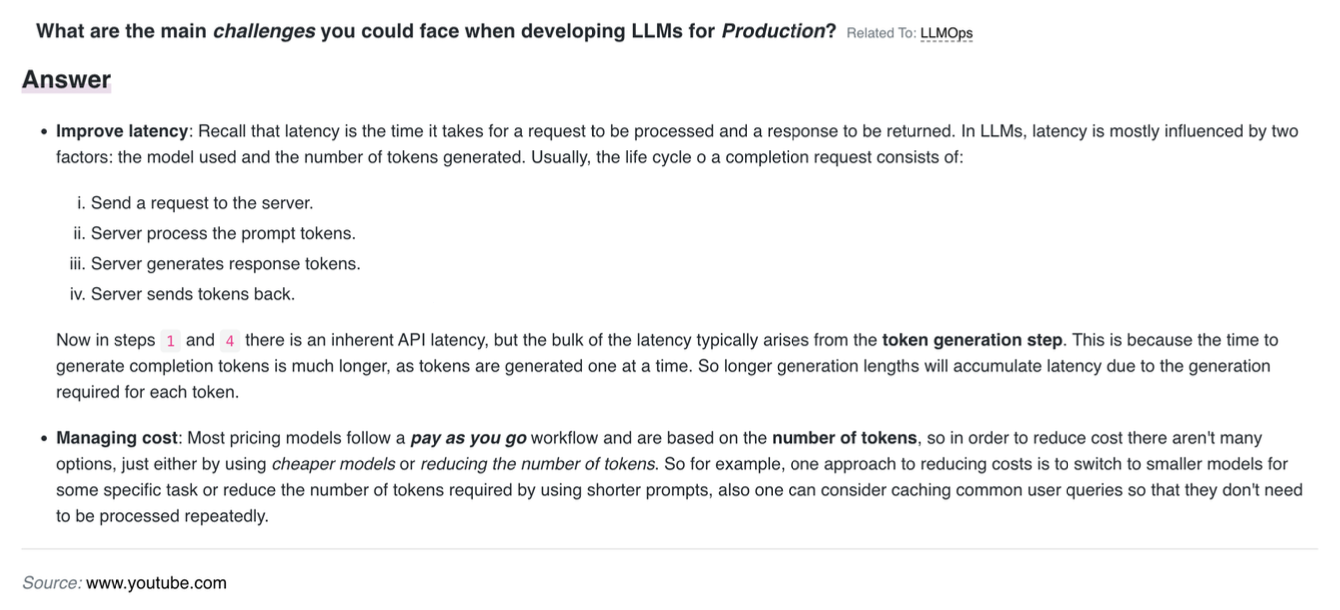 What are the main challenges you could face when developing LLMs for Production? Related To: LLMOps
Answer
• Improve latency: Recall that latency is the time it takes for a request to be processed and a response to be returned. In LLMs, latency is mostly influenced by two
factors: the model used and the number of tokens generated. Usually, the life cycle o a completion request consists of:
i. Send a request to the server.
ii. Server process the prompt tokens.
iii. Server generates response tokens.
iv. Server sends tokens back.
Now in steps 1 and 4 there is an inherent API latency, but the bulk of the latency typically arises from the token generation step. This is because the time to
generate completion tokens is much longer, as tokens are generated one at a time. So longer generation lengths will accumulate latency due to the generation
required for each token.
• Managing cost: Most pricing models follow a pay as you go workflow and are based on the number of tokens, so in order to reduce cost there aren't many
options, just either by using cheaper models or reducing the number of tokens. So for example, one approach to reducing costs is to switch to smaller models for
some specific task or reduce the number of tokens required by using shorter prompts, also one can consider caching common user queries so that they don't need
to be processed repeatedly.
Source: www.youtube.com